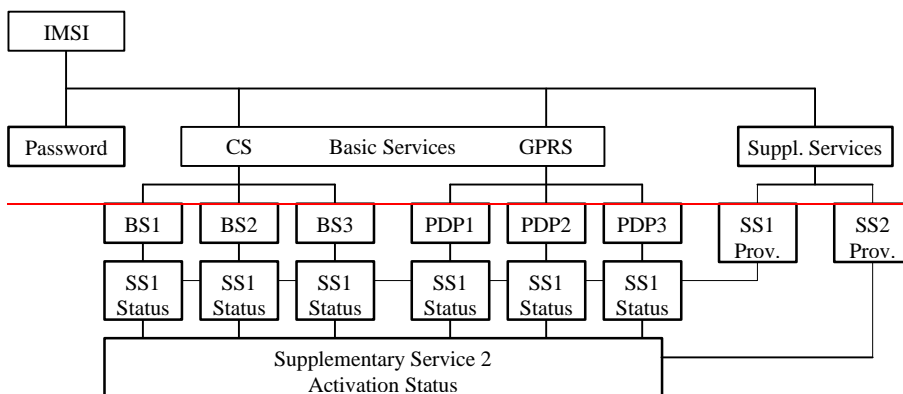 IMSI
Password
CS Basic Services GPRS
Suppl. Services
BS1 BS2 BS3 PDP1 PDP2 PDP3
SS1
Prov.
SS2
Prov.
SS1
Status
SS1
Status
SS1
Status
SS1
Status
SS1
Status
SS1
Status
Supplementary Service 2
Activation Status